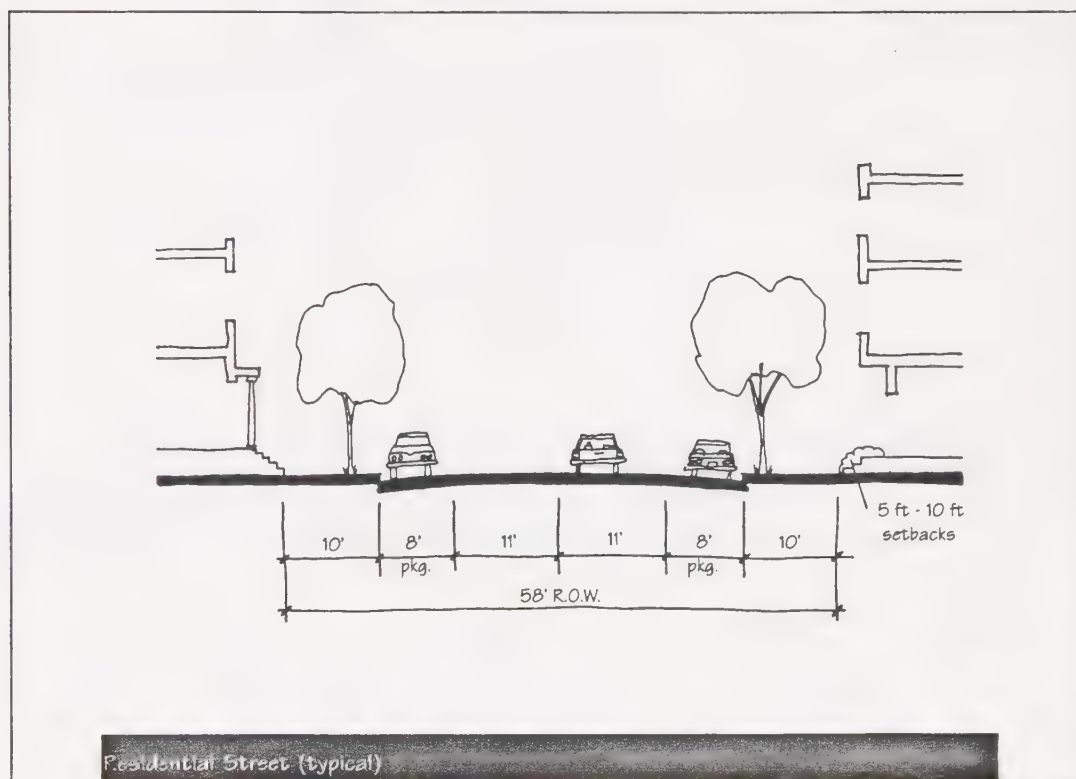 5 ft - 10 ft
setbacks
10' 8' 11' 11' 8' 10'
pkg. pkg.
58' R.O.W.
Residential Street (typical)